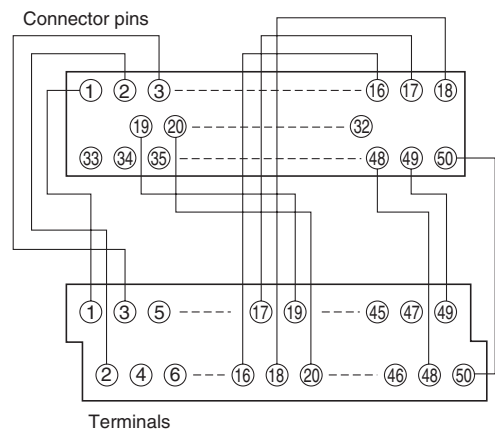 Connector pins
1 2 3 16 17 18
19 20 32
33 34 35 48 49 50
1 3 5 17 19 45 47 49
2 4 6 16 18 20 46 48 50
Terminals